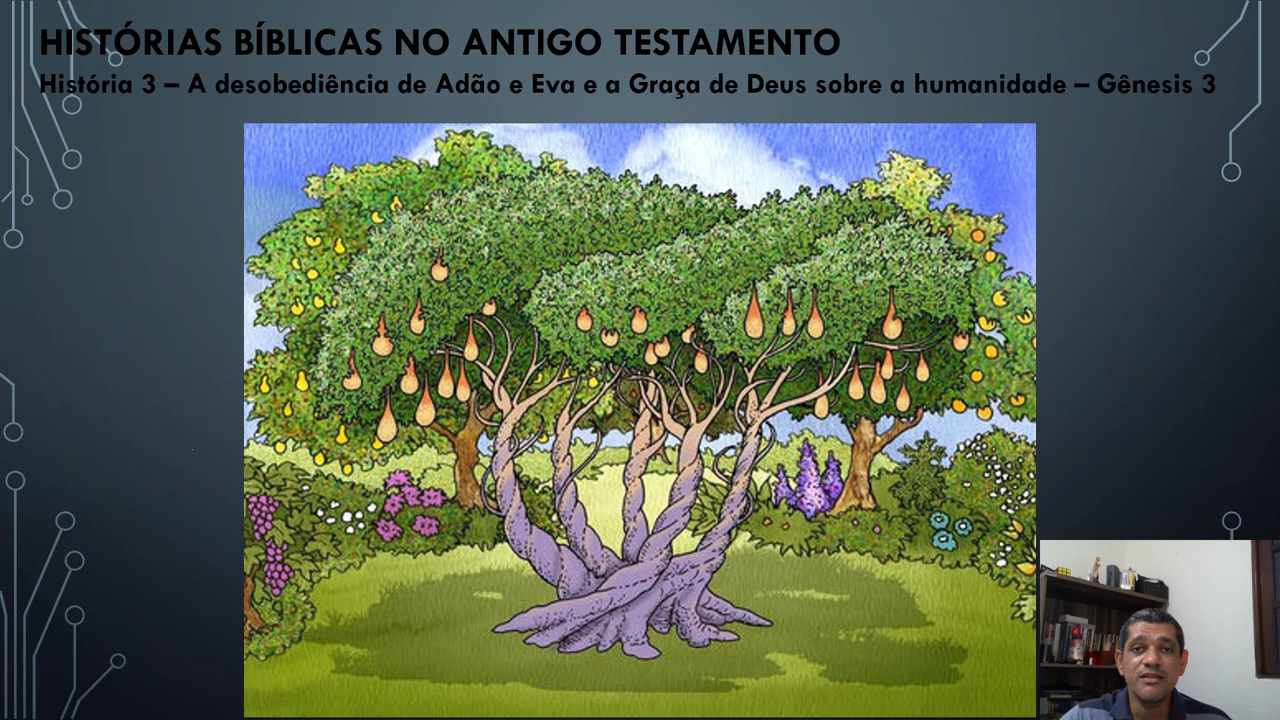 HISTÓRIAS BÍBLICAS NO ANTIGO TESTAMENTO
História 3 – A desobediência de Adão e Eva e a Graça de Deus sobre a humanidade – Gênesis 3